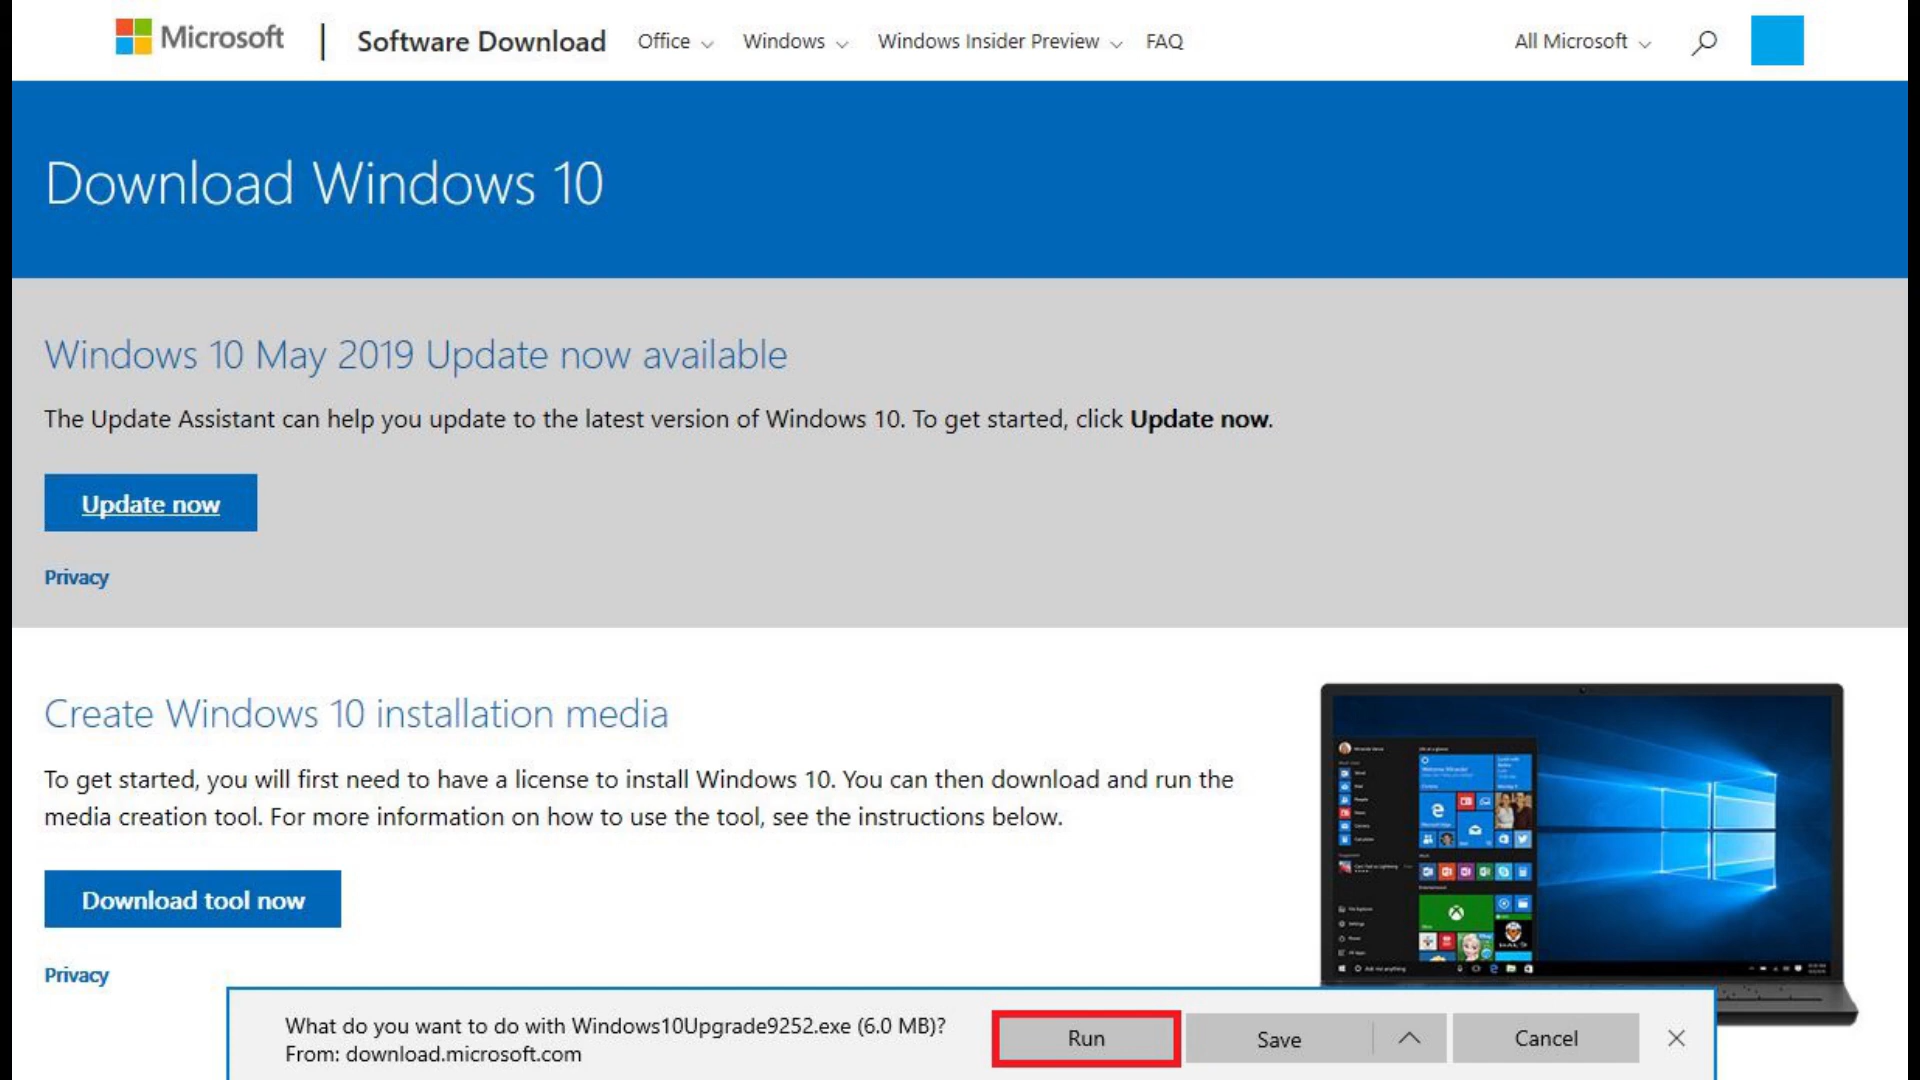 Microsoft | Software Download Office Windows Windows Insider Preview FAQ All Microsoft
Download Windows 10
Windows 10 May 2019 Update now available
The Update Assistant can help you update to the latest version of Windows 10. To get started, click Update now.
Update now
Privacy
Create Windows 10 installation media
To get started, you will first need to have a license to install Windows 10. You can then download and run the
media creation tool. For more information on how to use the tool, see the instructions below.
Download tool now
Privacy
What do you want to do with Windows10Upgrade9252.exe (6.0 MB)?
From: download.microsoft.com
Run Save Cancel